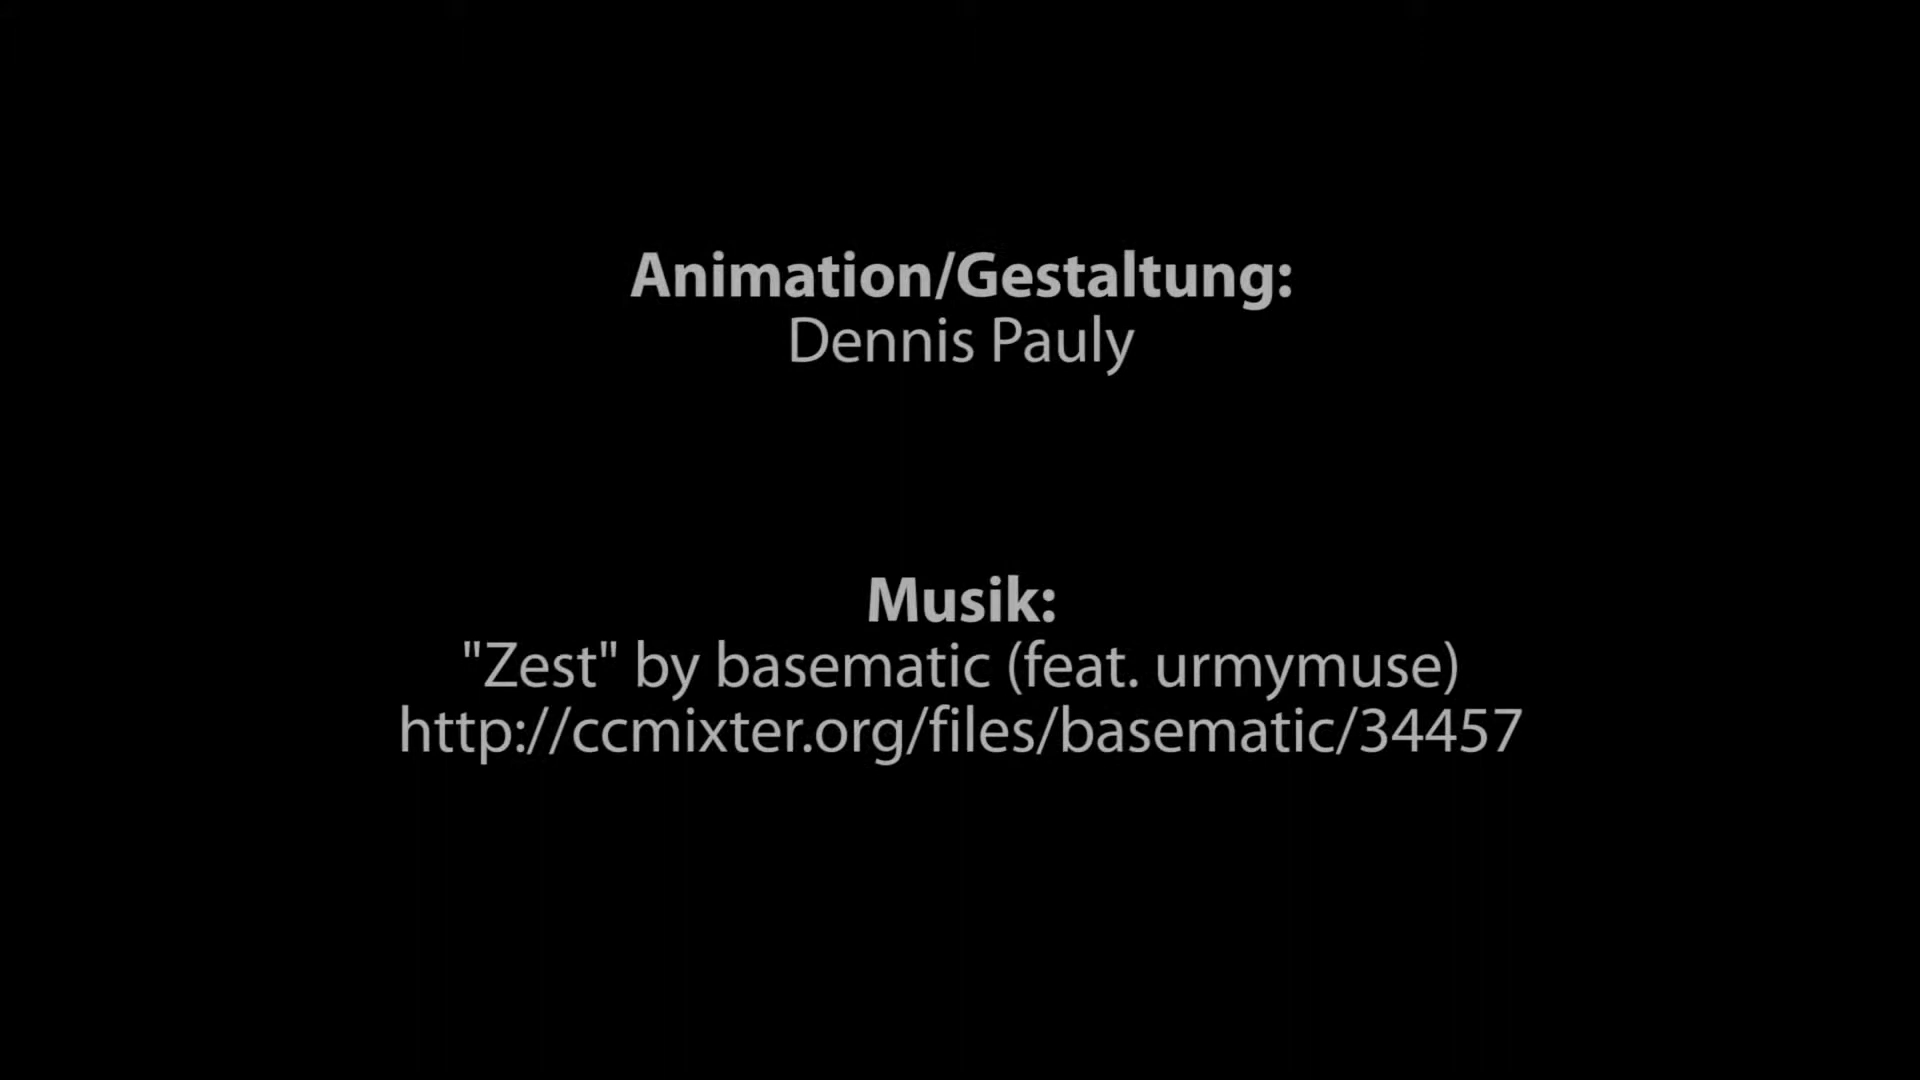 Animation/Gestaltung:
Dennis Pauly
Musik:
"Zest" by basematic (feat. urmymuse)
http://ccmixter.org/files/basematic/34457